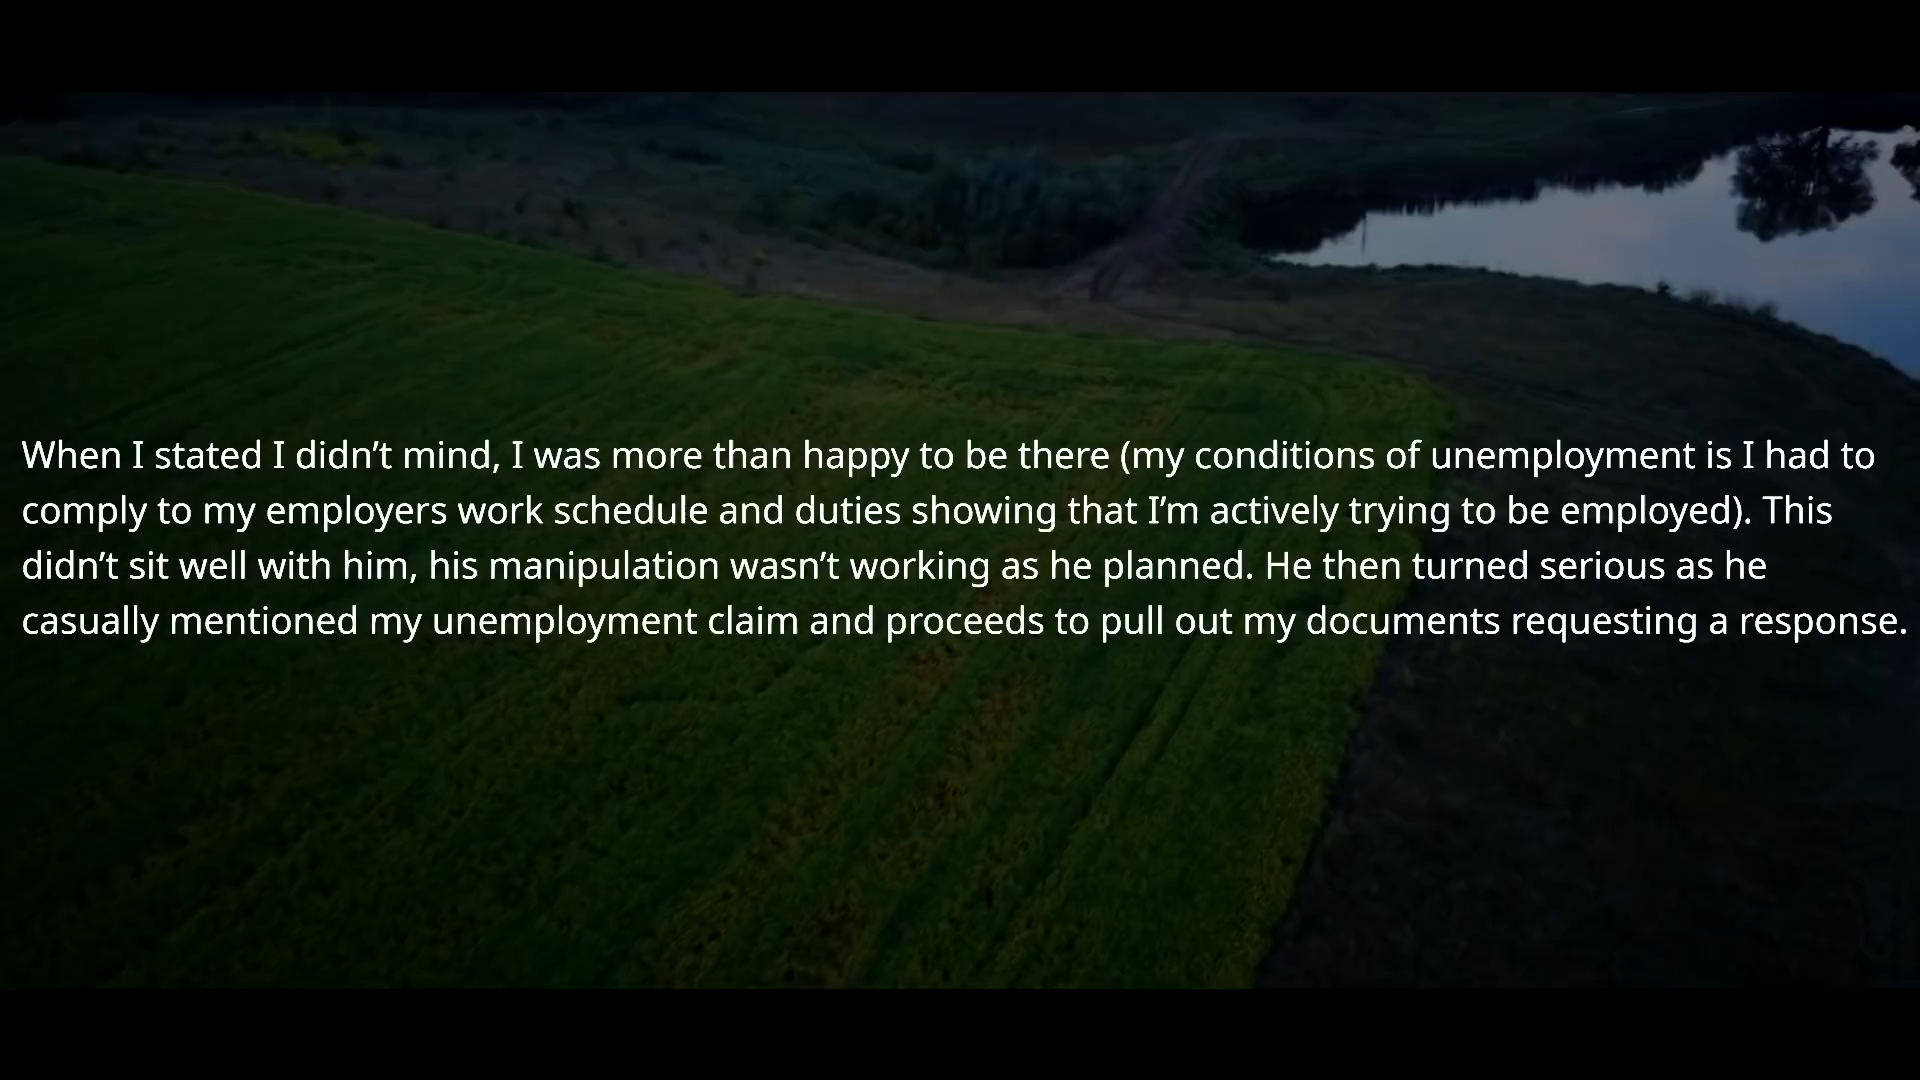 When I stated I didn’t mind, I was more than happy to be there (my conditions of unemployment is I had to
comply to my employers work schedule and duties showing that I’m actively trying to be employed). This
didn’t sit well with him, his manipulation wasn’t working as he planned. He then turned serious as he
casually mentioned my unemployment claim and proceeds to pull out my documents requesting a response.